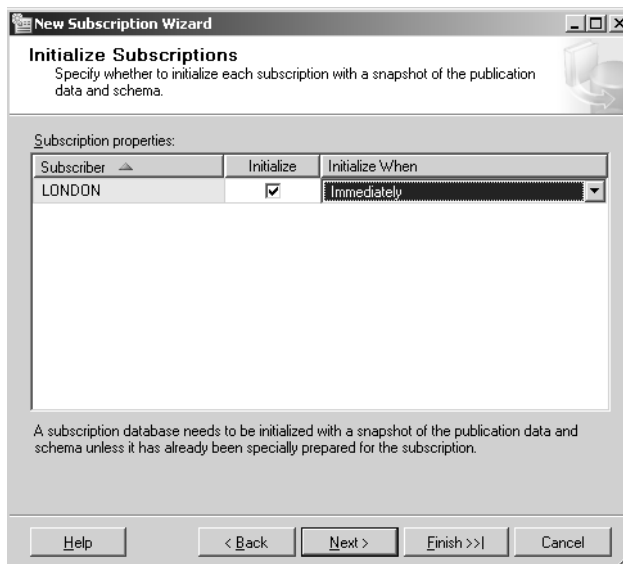 New Subscription Wizard
Initialize Subscriptions
Specify whether to initialize each subscription with a snapshot of the publication
data and schema.
Subscription properties:
Subscriber Initialize Initialize When
LONDON Immediately
A subscription database needs to be initialized with a snapshot of the publication data and
schema unless it has already been specially prepared for the subscription.
Help < Back Next > Finish >>| Cancel